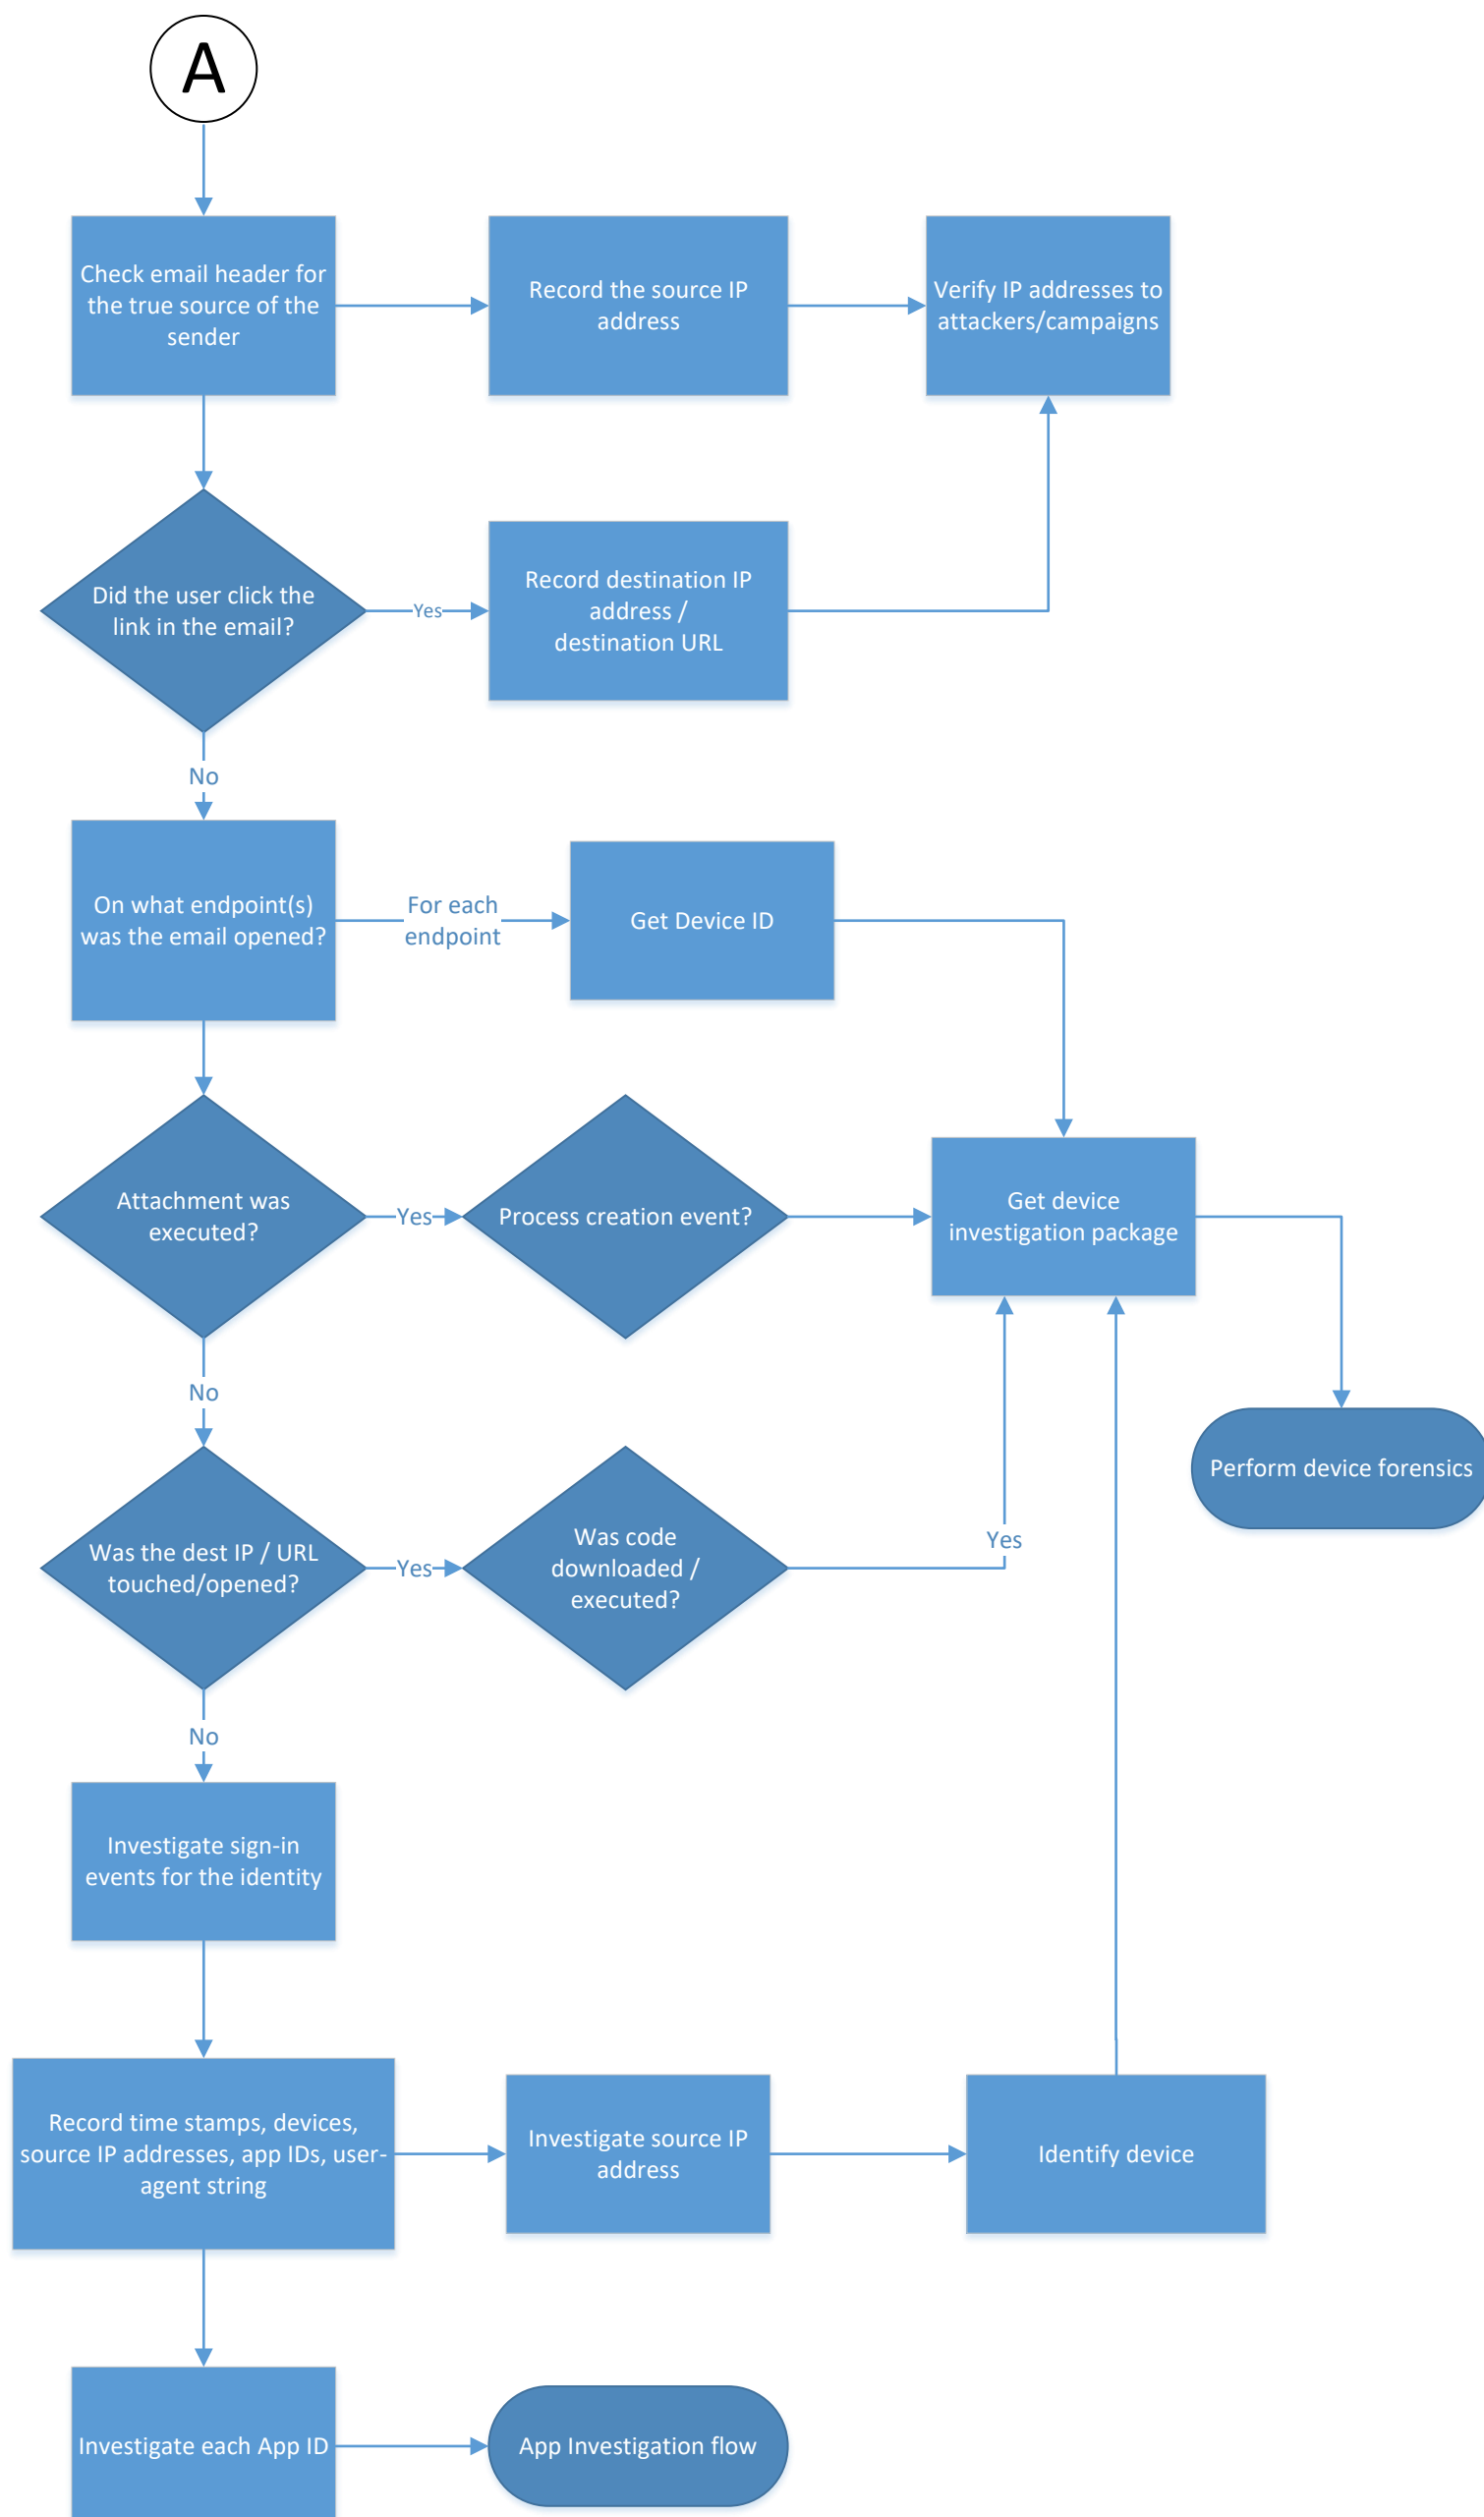 A
Check email header for
the true source of the
sender
Record the source IP
address
Verify IP addresses to
attackers/campaigns
Did the user click the
link in the email?
Yes
Record destination IP
address /
destination URL
No
On what endpoint(s)
was the email opened?
For each
endpoint
Get Device ID
Attachment was
executed?
Yes
Process creation event?
Get device
investigation package
No
Perform device forensics
Was the dest IP / URL
touched/opened?
Yes
Was code
downloaded /
executed?
Yes
No
Investigate sign-in
events for the identity
Record time stamps, devices,
source IP addresses, app IDs, user-
agent string
Investigate source IP
address
Identify device
Investigate each App ID
App Investigation flow